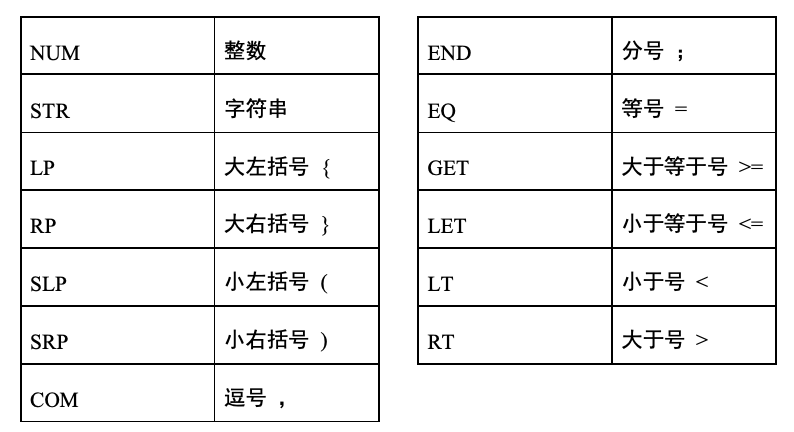 NUM 整数
STR 字符串
LP 大左括号 {
RP 大右括号 }
SLP 小左括号 (
SRP 小右括号 )
COM 逗号 ，
END 分号 ；
EQ 等号 =
GET 大于等于号 >=
LET 小于等于号 <=
LT 小于号 <
RT 大于号 >